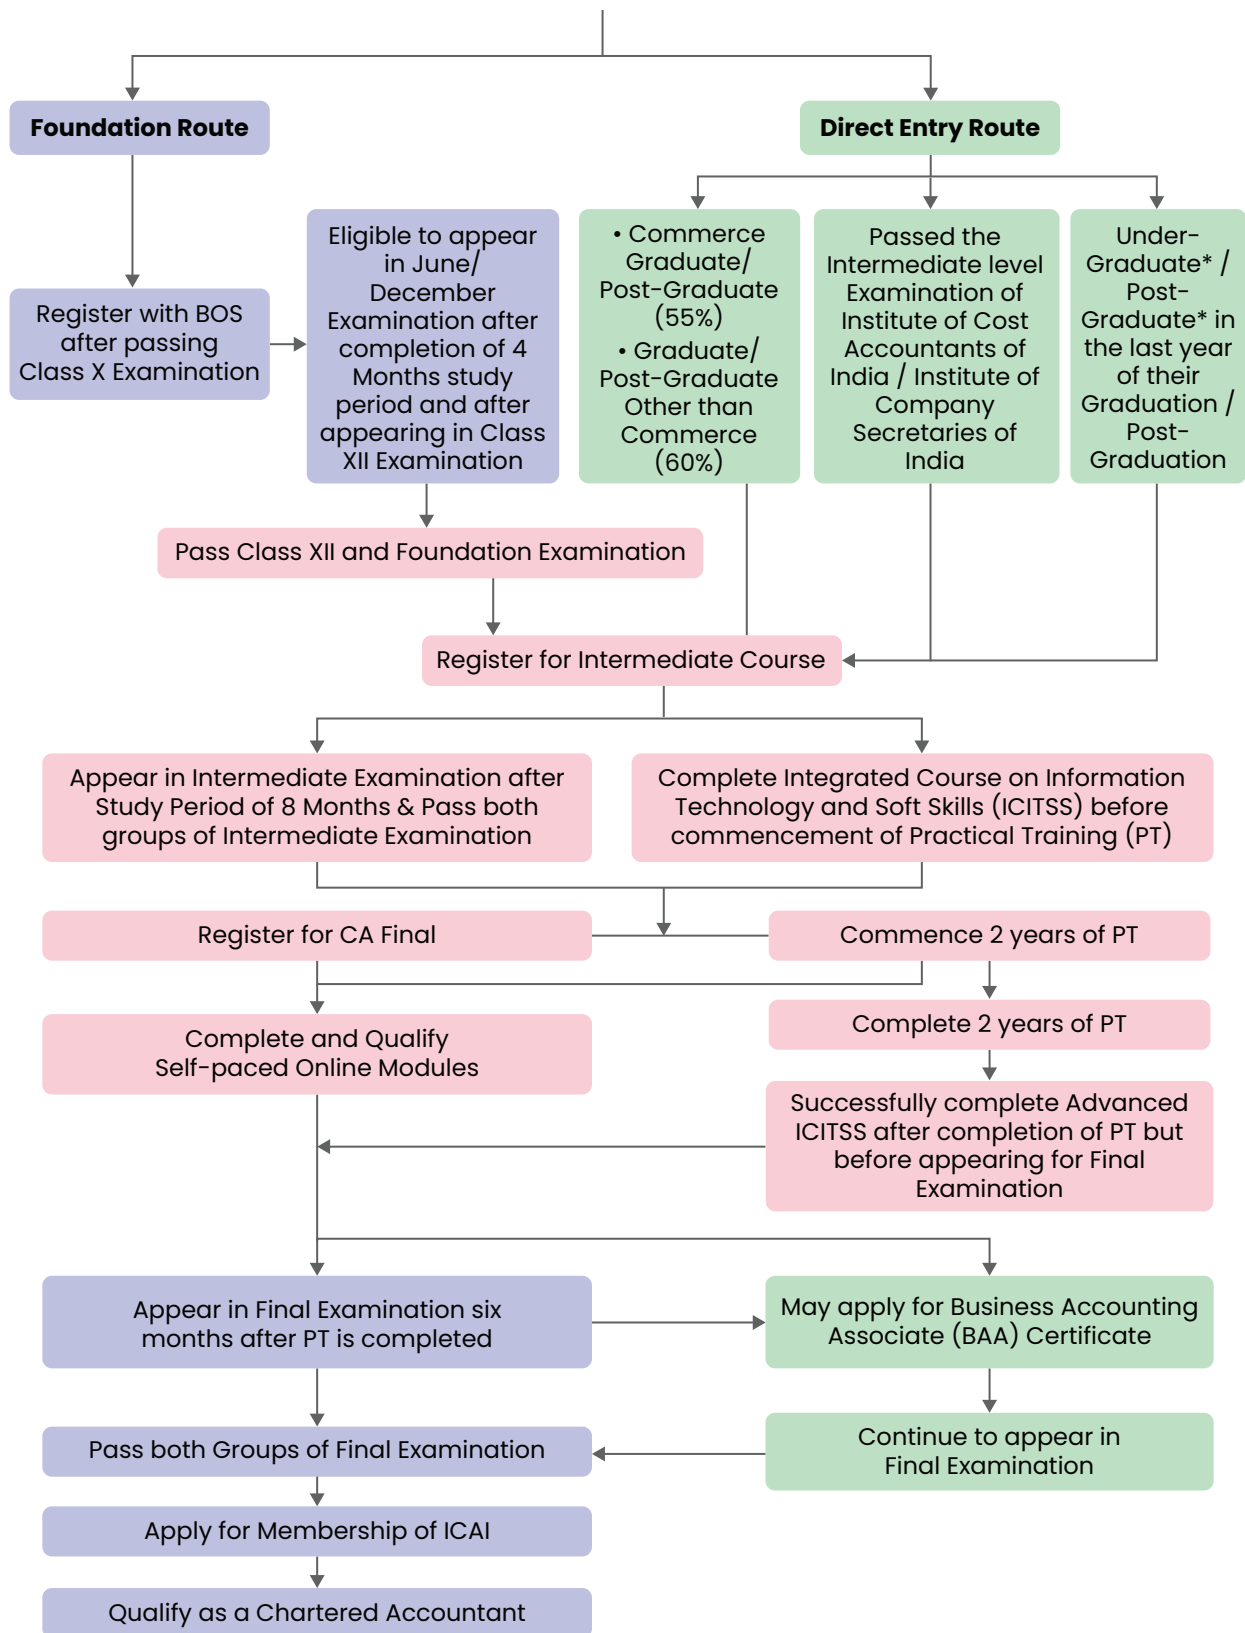 Foundation Route
Direct Entry Route
Register with BOS
after passing
Class X Examination
Eligible to appear
in June/
December
Examination after
completion of 4
Months study
period and after
appearing in Class
XII Examination
• Commerce
Graduate/
Post-Graduate
(55%)
• Graduate/
Post-Graduate
Other than
Commerce
(60%)
Passed the
Intermediate level
Examination of
Institute of Cost
Accountants of
India / Institute of
Company
Secretaries of
India
Under-
Graduate* /
Post-
Graduate* in
the last year
of their
Graduation /
Post-
Graduation
Pass Class XII and Foundation Examination
Register for Intermediate Course
Appear in Intermediate Examination after
Study Period of 8 Months & Pass both
groups of Intermediate Examination
Complete Integrated Course on Information
Technology and Soft Skills (ICITSS) before
commencement of Practical Training (PT)
Register for CA Final
Commence 2 years of PT
Complete and Qualify
Self-paced Online Modules
Complete 2 years of PT
Successfully complete Advanced
ICITSS after completion of PT but
before appearing for Final
Examination
Appear in Final Examination six
months after PT is completed
May apply for Business Accounting
Associate (BAA) Certificate
Pass both Groups of Final Examination
Continue to appear in
Final Examination
Apply for Membership of ICAI
Qualify as a Chartered Accountant